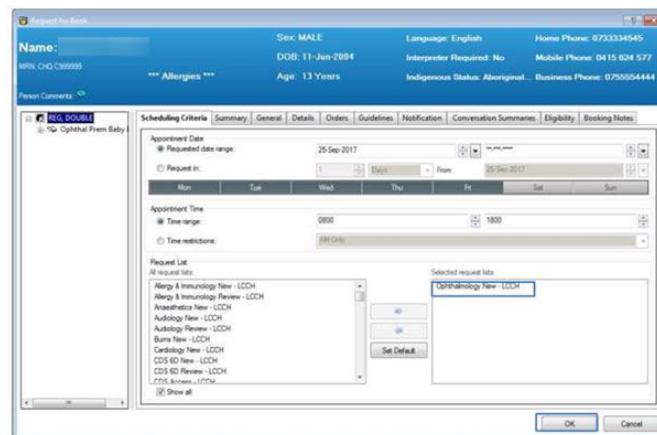 Request for Book
Name:
MRN: CHQ C999999
*** Allergies ***
Person Comments:
Sex: MALE
DOB: 11-Jun-2004
Age: 13 Years
Language: English
Interpreter Required: No
Indigenous Status: Aboriginal...
Home Phone: 0733334545
Mobile Phone: 0415 624 577
Business Phone: 0755554444
REG, DOUBLE
Ophthal Prem Baby
Scheduling Criteria Summary General Details Orders Guidelines Notification Conversation Summaries Eligibility Booking Notes
Appointment Date
Requested date range: 25-Sep-2017 **-***-****
Request in: 1 Days From: 25-Sep-2017
Mon Tue Wed Thu Fri Sat Sun
Appointment Time
Time range: 0800 1800
Time restrictions: AM Only
Request List
All request lists: Selected request lists:
Allergy & Immunology New - LCCH
Allergy & Immunology Review - LCCH
Anaesthetics New - LCCH
Audiology New - LCCH
Audiology Review - LCCH
Burns New - LCCH
Cardiology New - LCCH
CDS 6D New - LCCH
CDS 6D Review - LCCH
CDS Access - LCCH
Ophthalmology New - LCCH
Set Default
Show all
OK Cancel